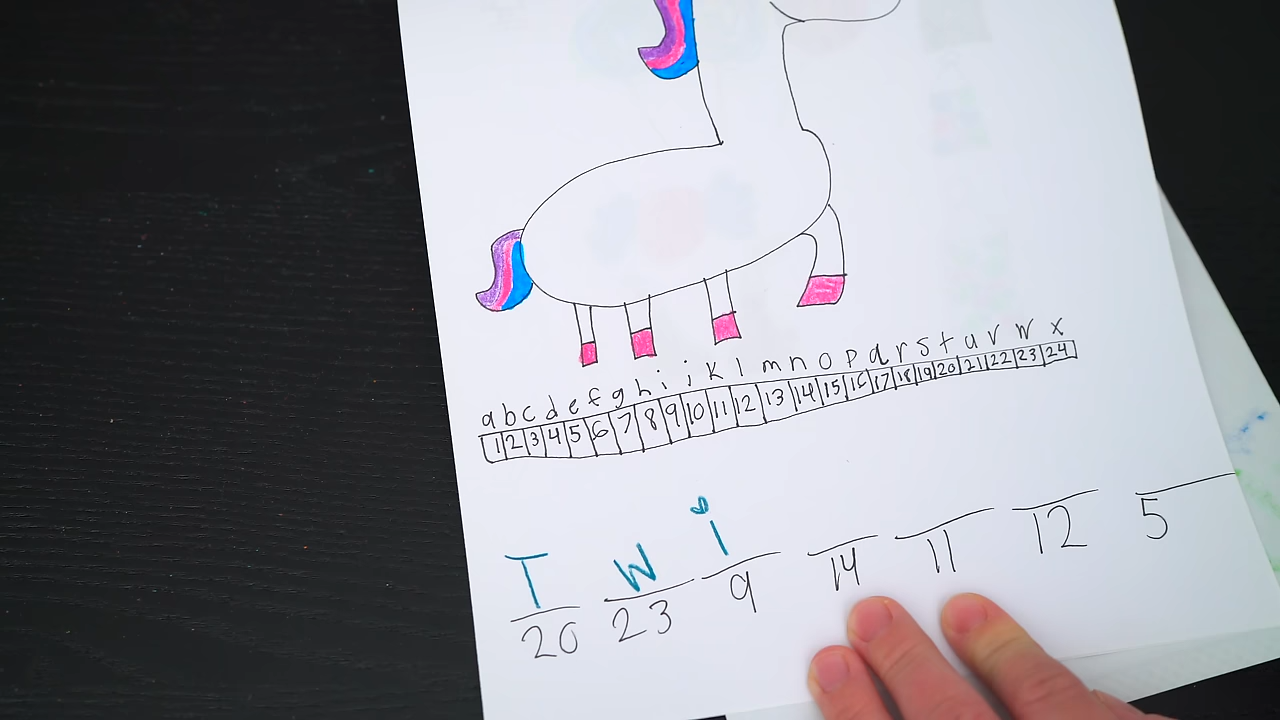 a b c d e f g h i j k l m n o p q r s t u v w x
1 2 3 4 5 6 7 8 9 10 11 12 13 14 15 16 17 18 19 20 21 22 23 24
T w i
20 23 9 14 11 12 5